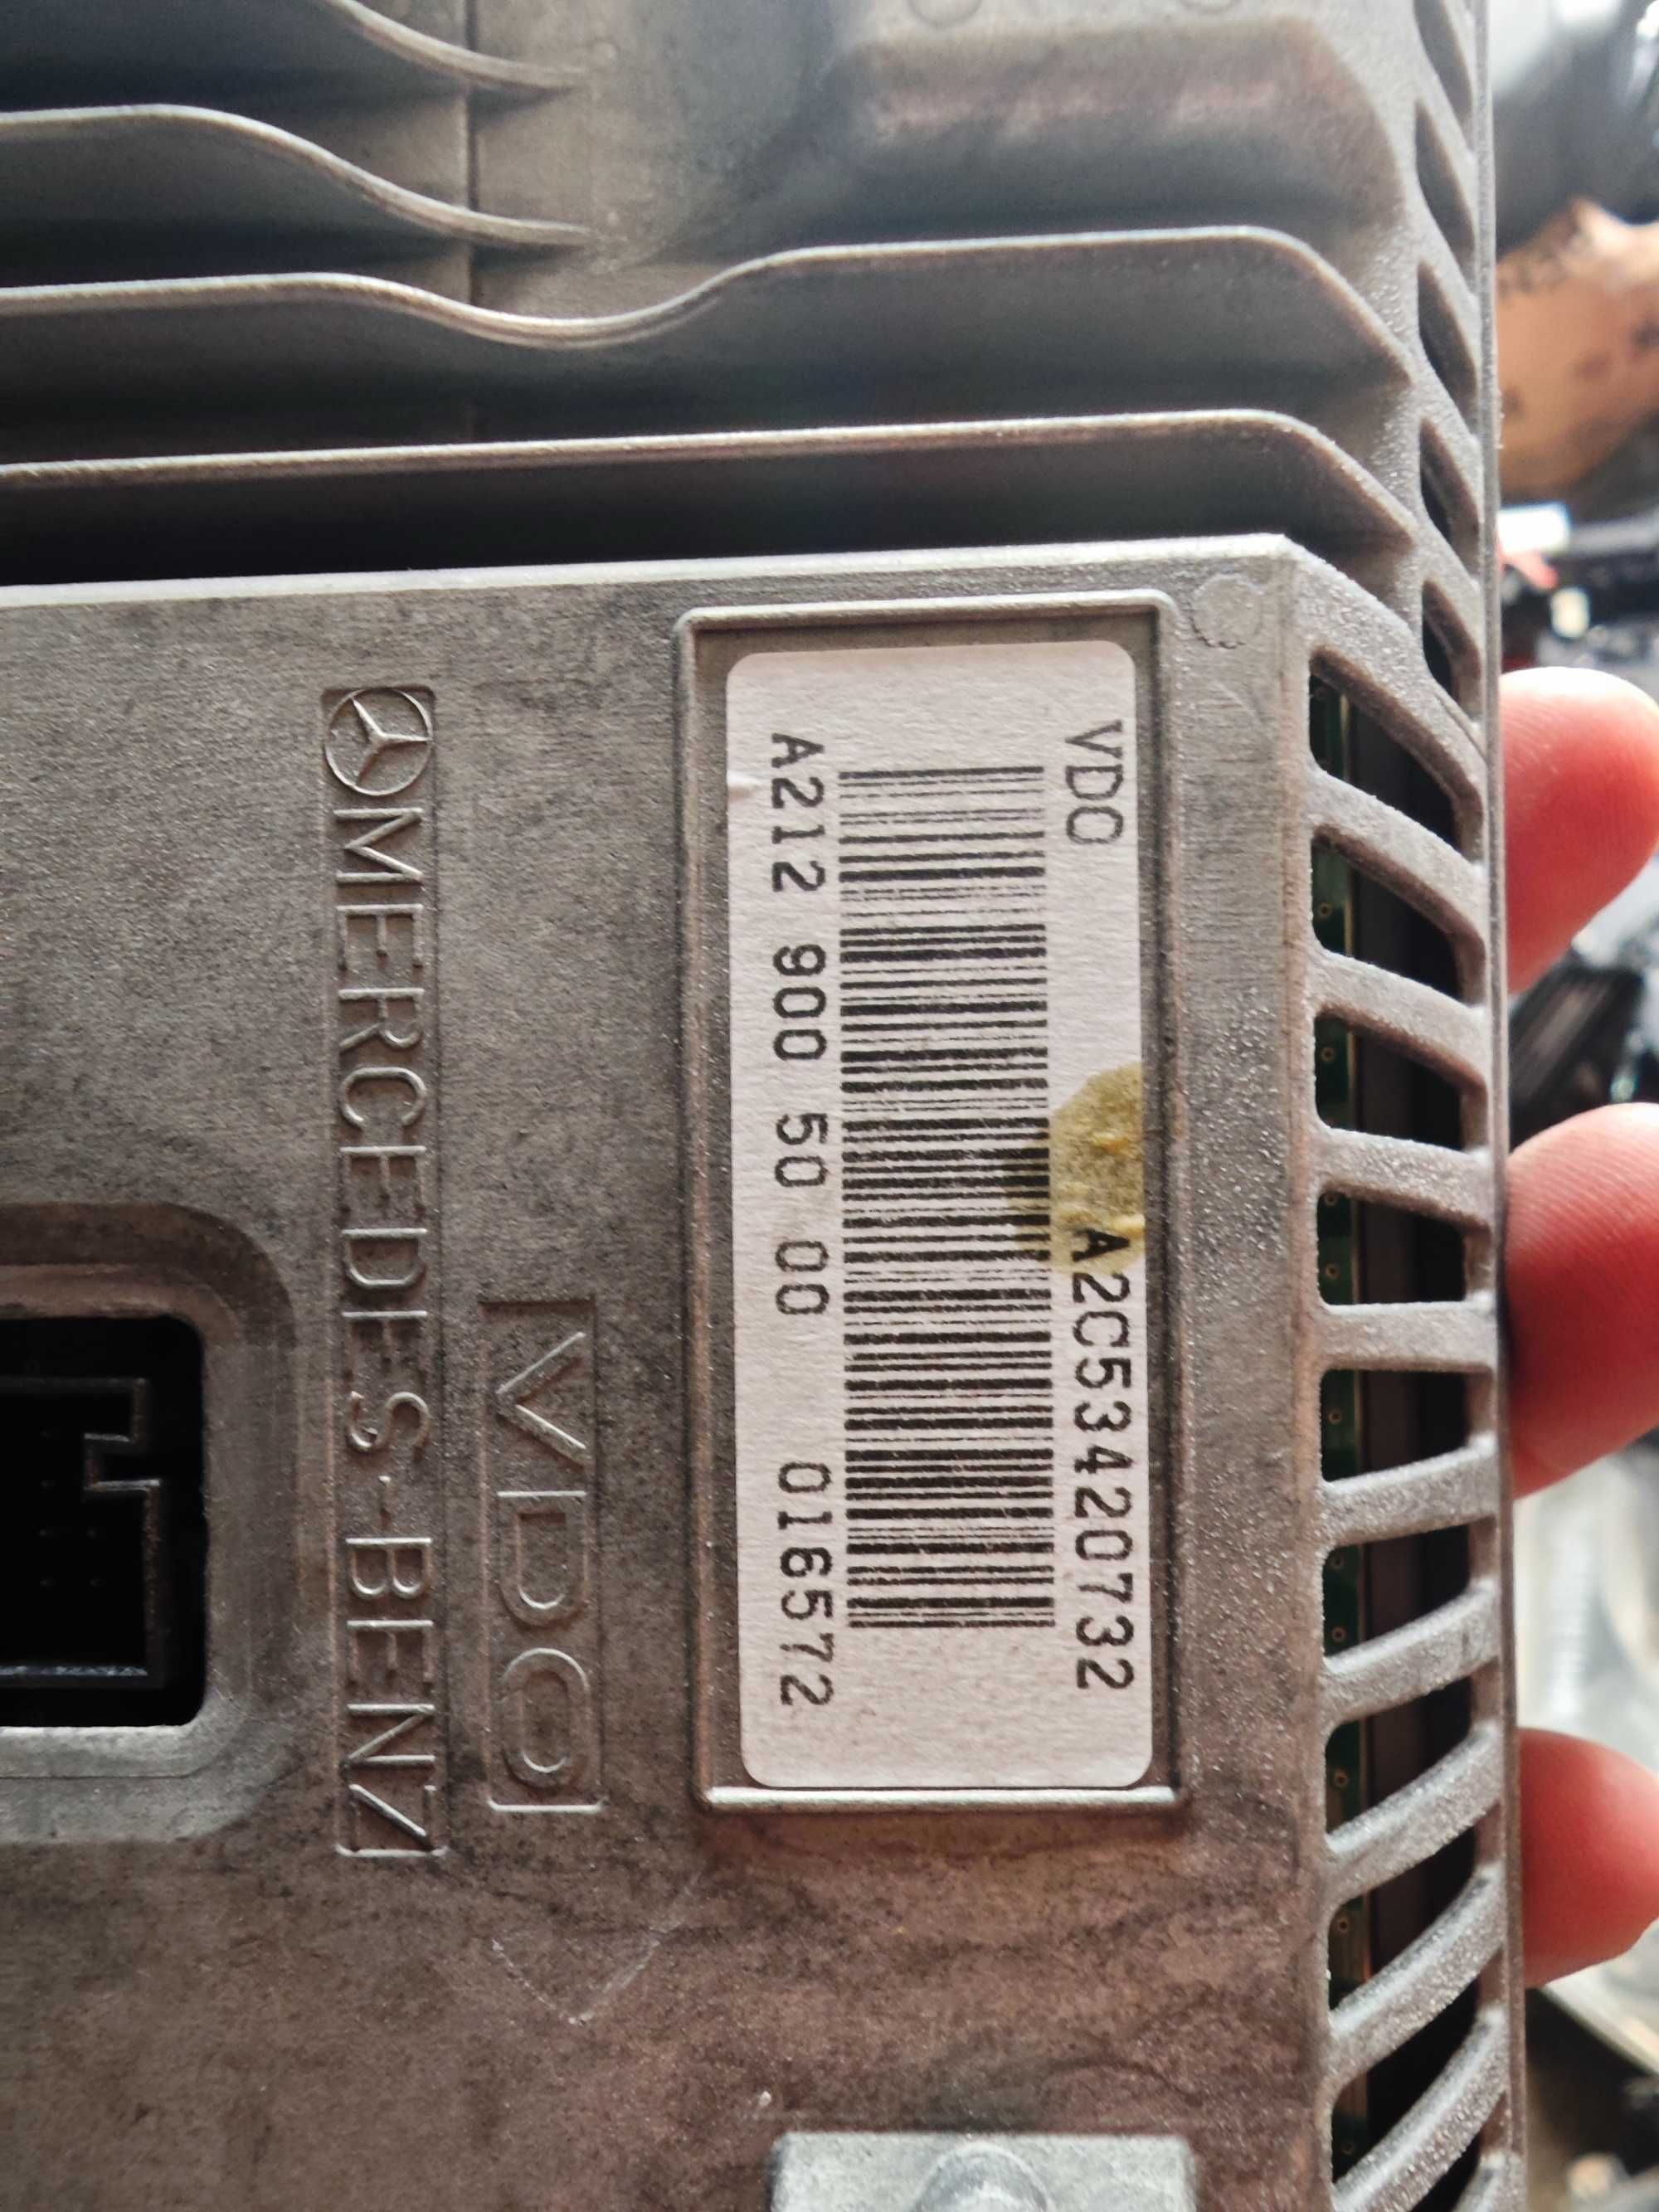 VDO A2C53420732
A212 900 50 00 016572
VDO
MERCEDES-BENZ